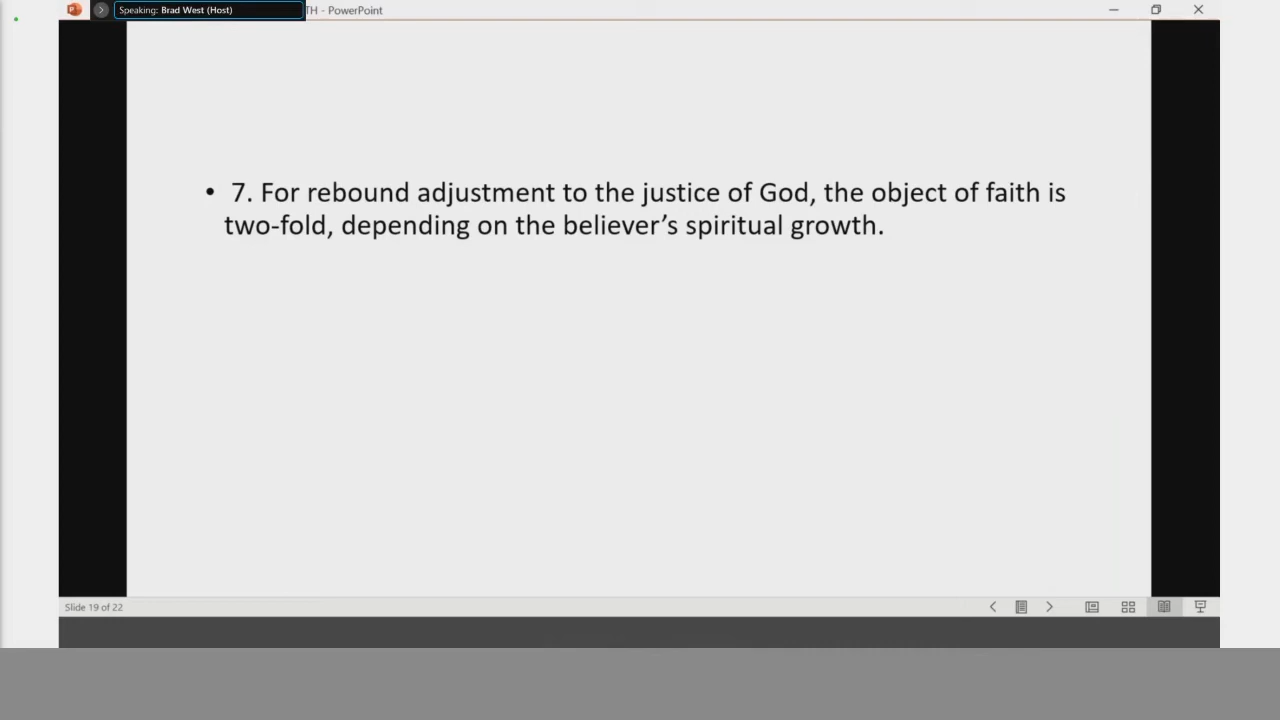 Speaking: Brad West (Host)
TH - PowerPoint
• 7. For rebound adjustment to the justice of God, the object of faith is
two-fold, depending on the believer’s spiritual growth.
Slide 19 of 22